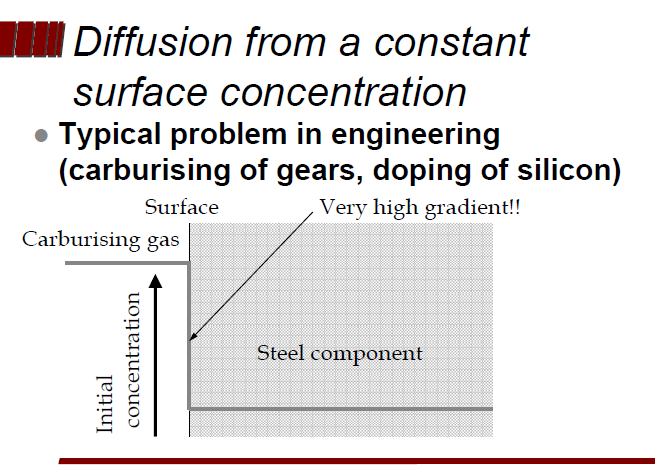 Diffusion from a constant
surface concentration
● Typical problem in engineering
(carburising of gears, doping of silicon)
Surface
Very high gradient!!
Carburising gas
Initial
concentration
Steel component